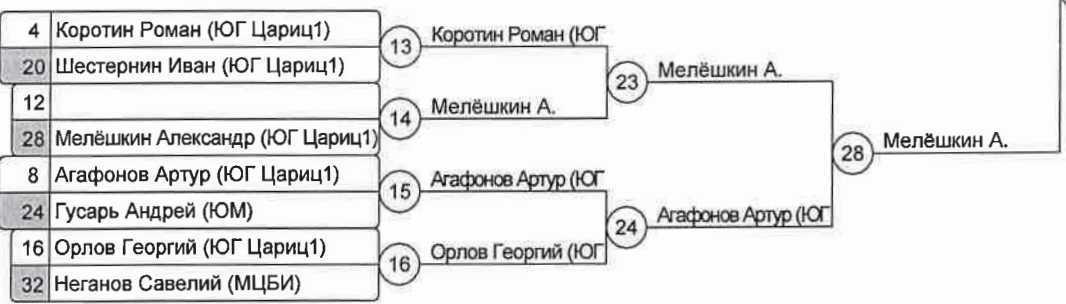 4 Коротин Роман (ЮГ Цариц1)
20 Шестернин Иван (ЮГ Цариц1)
13 Коротин Роман (ЮГ
12
28 Мелёшкин Александр (ЮГ Цариц1)
14 Мелёшкин А.
23 Мелёшкин А.
8 Агафонов Артур (ЮГ Цариц1)
24 Гусарь Андрей (ЮМ)
15 Агафонов Артур (ЮГ
16 Орлов Георгий (ЮГ Цариц1)
32 Неганов Савелий (МЦБИ)
16 Орлов Георгий (ЮГ
24 Агафонов Артур (ЮГ
28 Мелёшкин А.